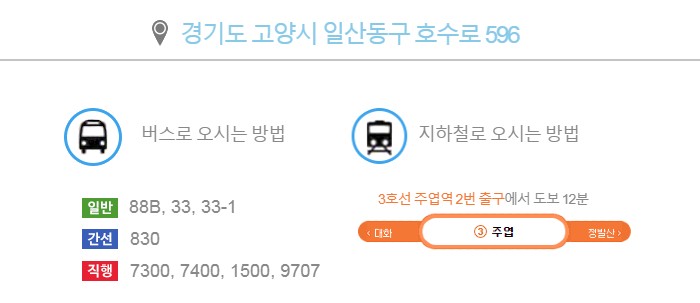 경기도 고양시 일산동구 호수로 596
버스로 오시는 방법
일반 88B, 33, 33-1
간선 830
직행 7300, 7400, 1500, 9707
지하철로 오시는 방법
3호선 주엽역 2번 출구에서 도보 12분
‹ 대화 ③ 주엽 정발산 ›